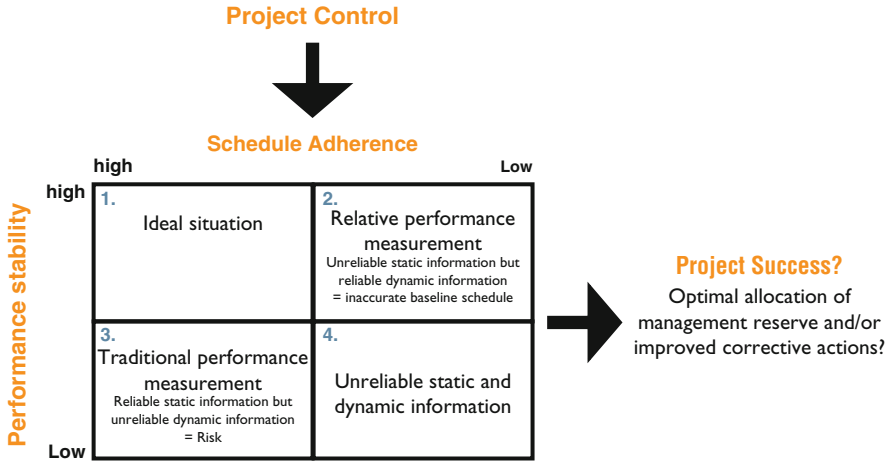 Project Control
Schedule Adherence
high
Low
high
Performance stability
1.
Ideal situation
2.
Relative performance
measurement
Unreliable static information but
reliable dynamic information
= inaccurate baseline schedule
3.
Traditional performance
measurement
Reliable static information but
unreliable dynamic information
= Risk
4.
Unreliable static and
dynamic information
Low
Project Success?
Optimal allocation of
management reserve and/or
improved corrective actions?